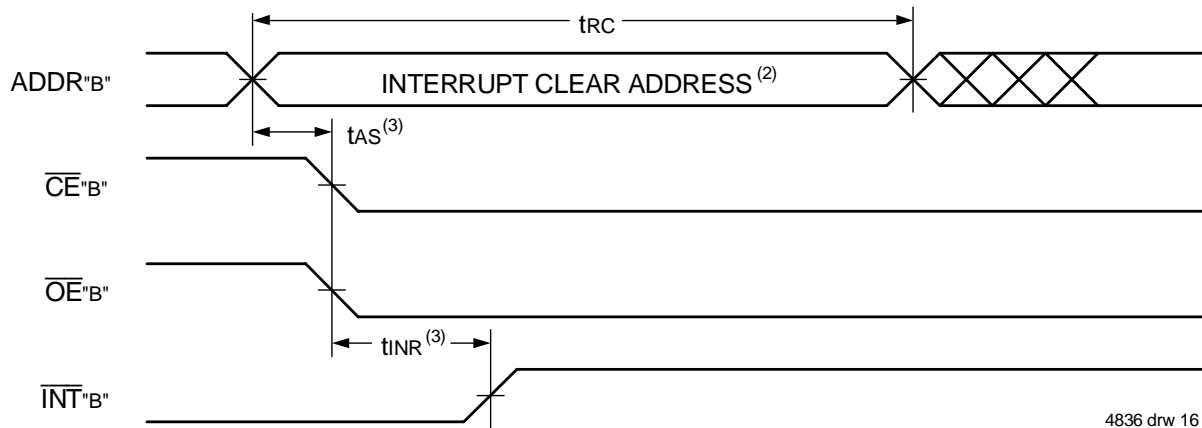 tRC
ADDR"B"
INTERRUPT CLEAR ADDRESS(2)
tAS(3)
CE"B"
OE"B"
tINR(3)
INT"B"
4836 drw 16